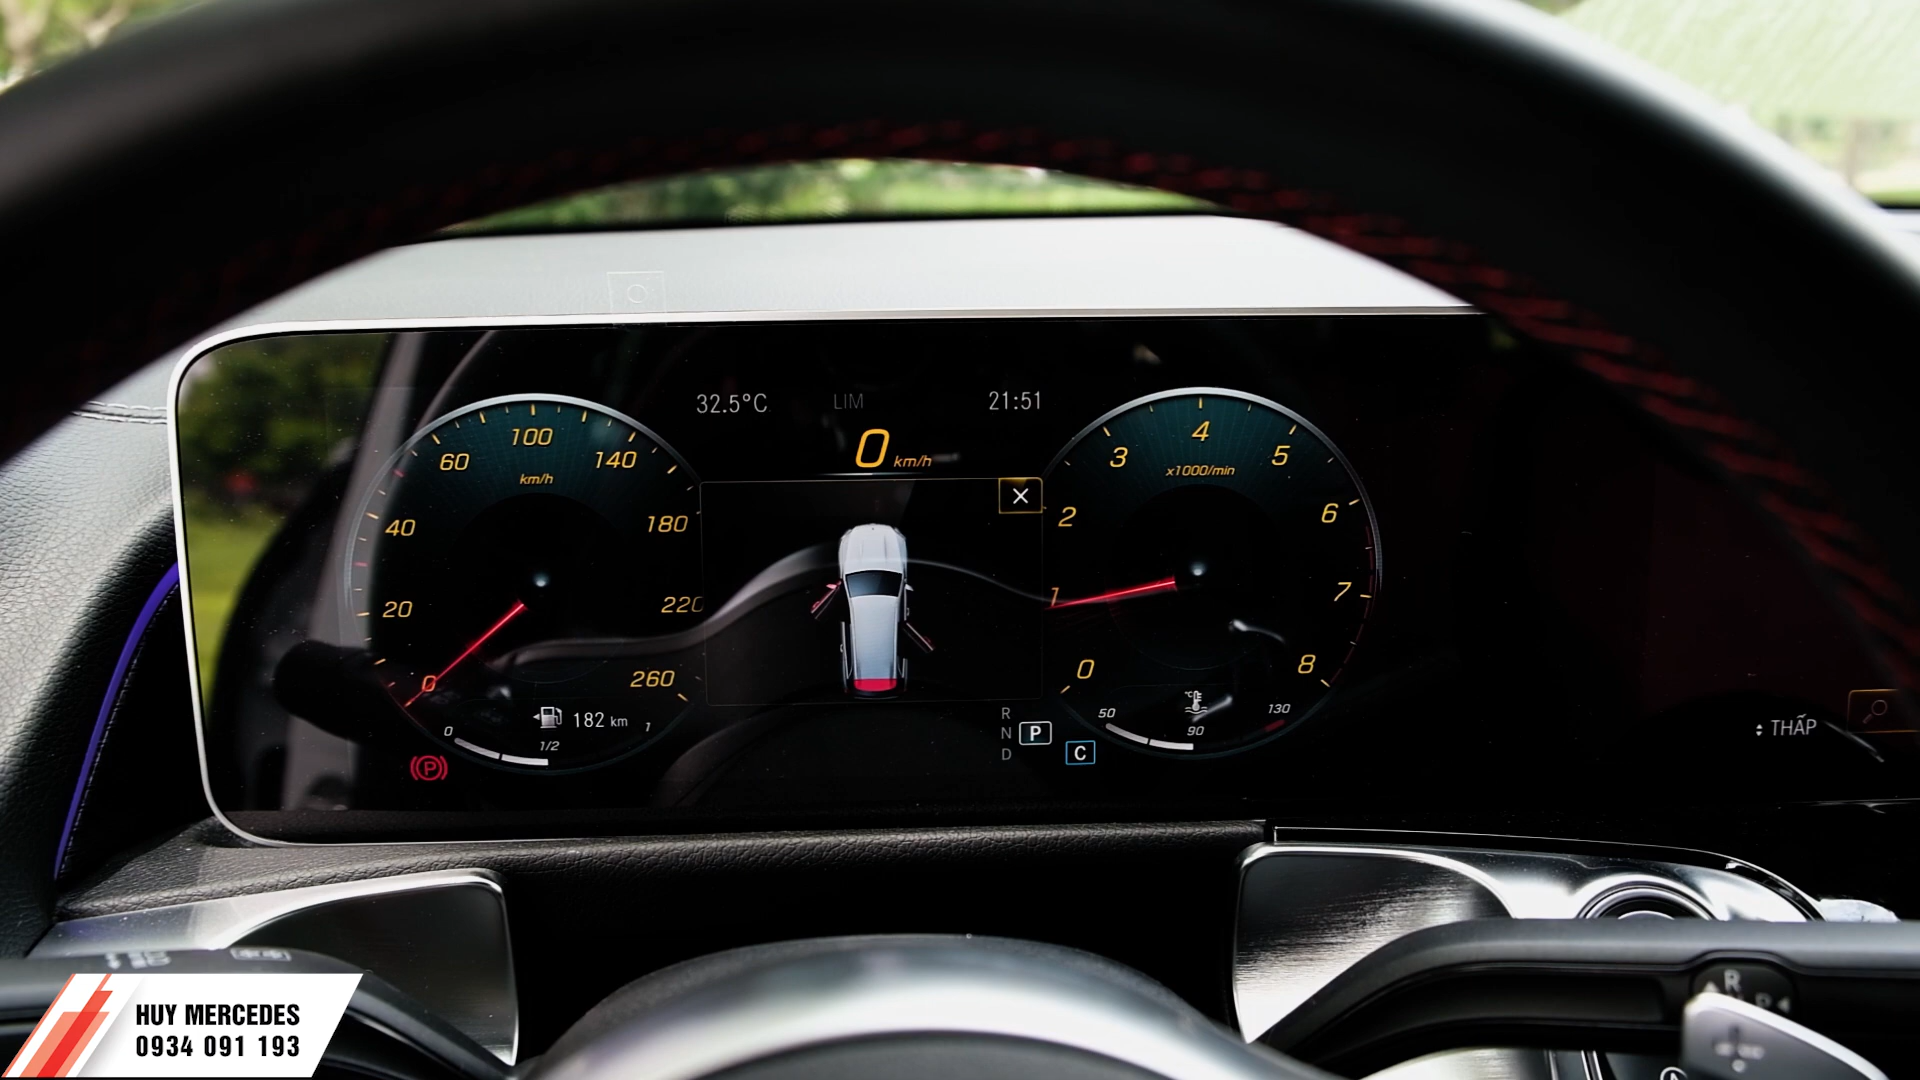 32.5°C LIM 21:51
0 km/h
0 20 40 60 100 140 180 220 260
km/h
0 1/2 1
182 km
P
R
N P
D
C
0 1 2 3 4 5 6 7 8
x1000/min
°C
50 90 130
THẤP
R
P
HUY MERCEDES
0934 091 193